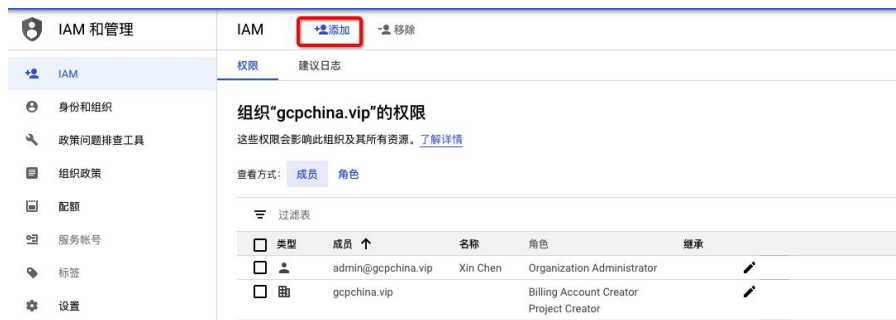 IAM 和管理
IAM
添加
移除
IAM
身份和组织
政策问题排查工具
组织政策
配额
服务帐号
标签
设置
权限
建议日志
组织“gcpchina.vip”的权限
这些权限会影响此组织及其所有资源。了解详情
查看方式: 成员 角色
过滤表
类型 成员 名称 角色 继承
admin@gcpchina.vip Xin Chen Organization Administrator
gcpchina.vip Billing Account Creator
Project Creator